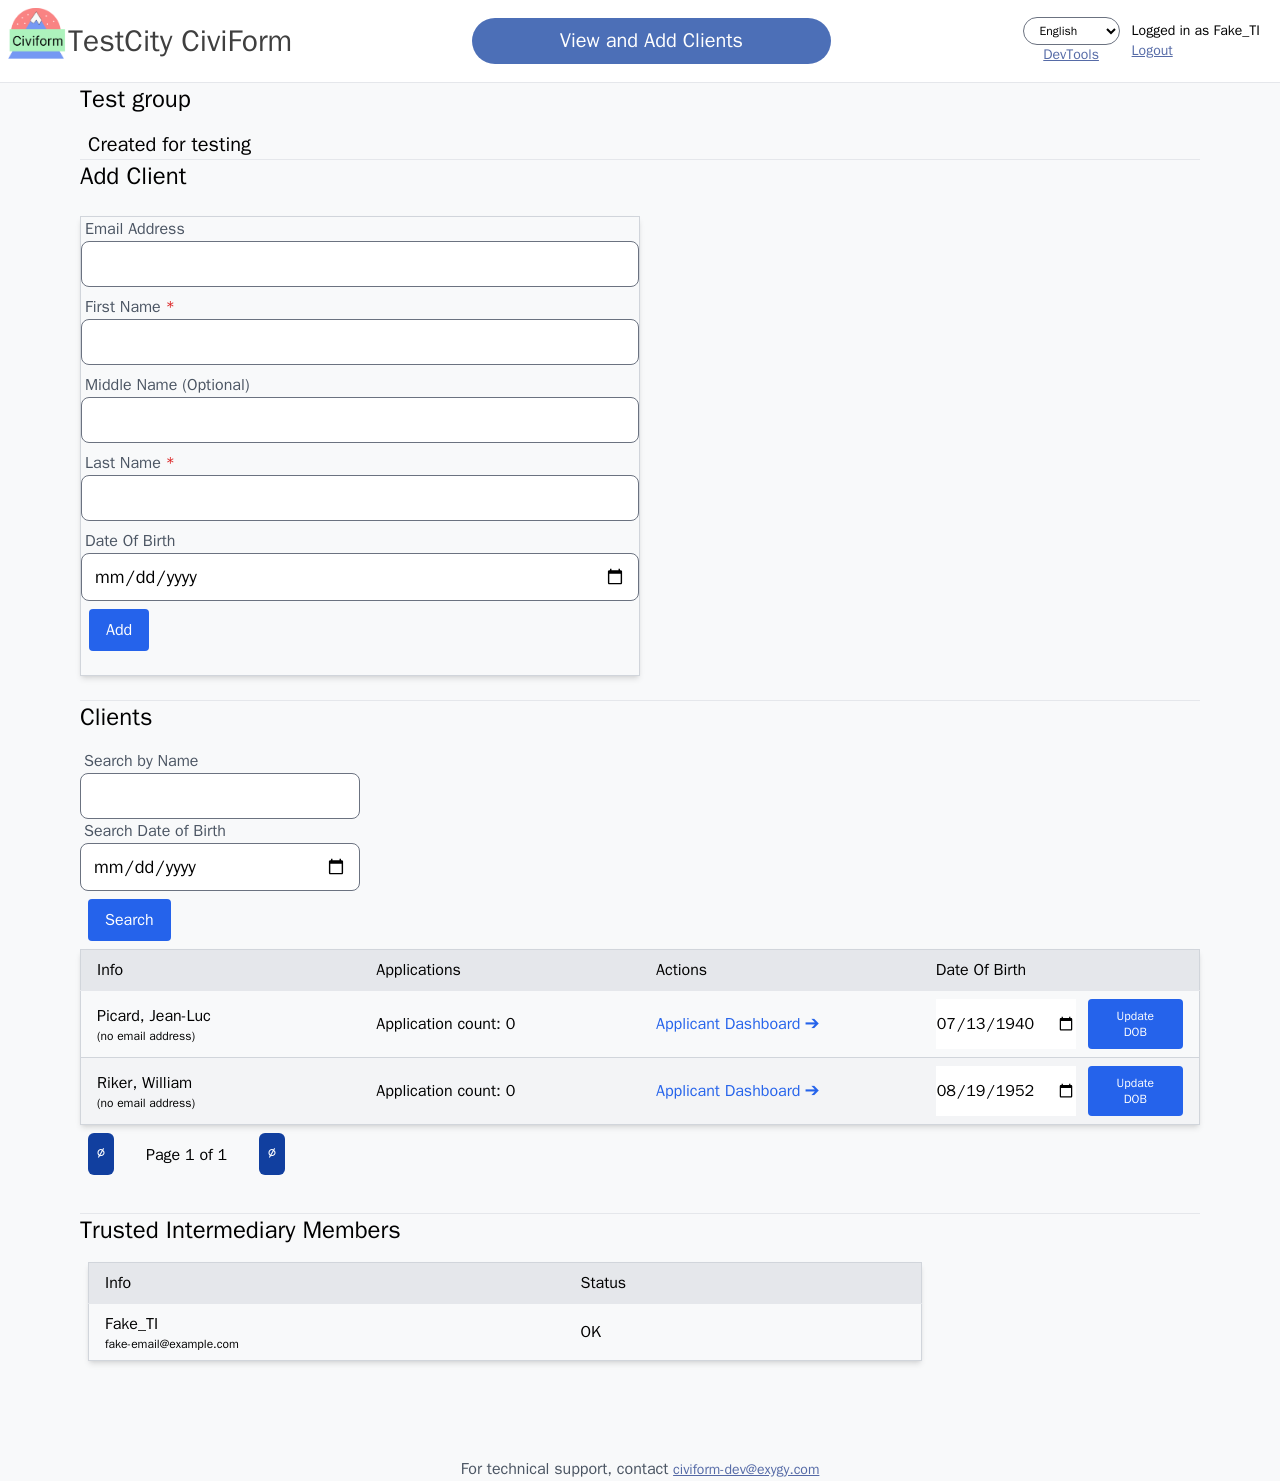 Civiform
TestCity CiviForm
View and Add Clients
English
DevTools
Logged in as Fake_TI
Logout
Test group
Created for testing
Add Client
Email Address
First Name *
Middle Name (Optional)
Last Name *
Date Of Birth
mm/dd/yyyy
Add
Clients
Search by Name
Search Date of Birth
mm/dd/yyyy
Search
Info Applications Actions Date Of Birth
Picard, Jean-Luc
(no email address)
Application count: 0
Applicant Dashboard ➔
07/13/1940
Update
DOB
Riker, William
(no email address)
Application count: 0
Applicant Dashboard ➔
08/19/1952
Update
DOB
∅ Page 1 of 1 ∅
Trusted Intermediary Members
Info Status
Fake_TI
fake-email@example.com
OK
For technical support, contact civiform-dev@exygy.com